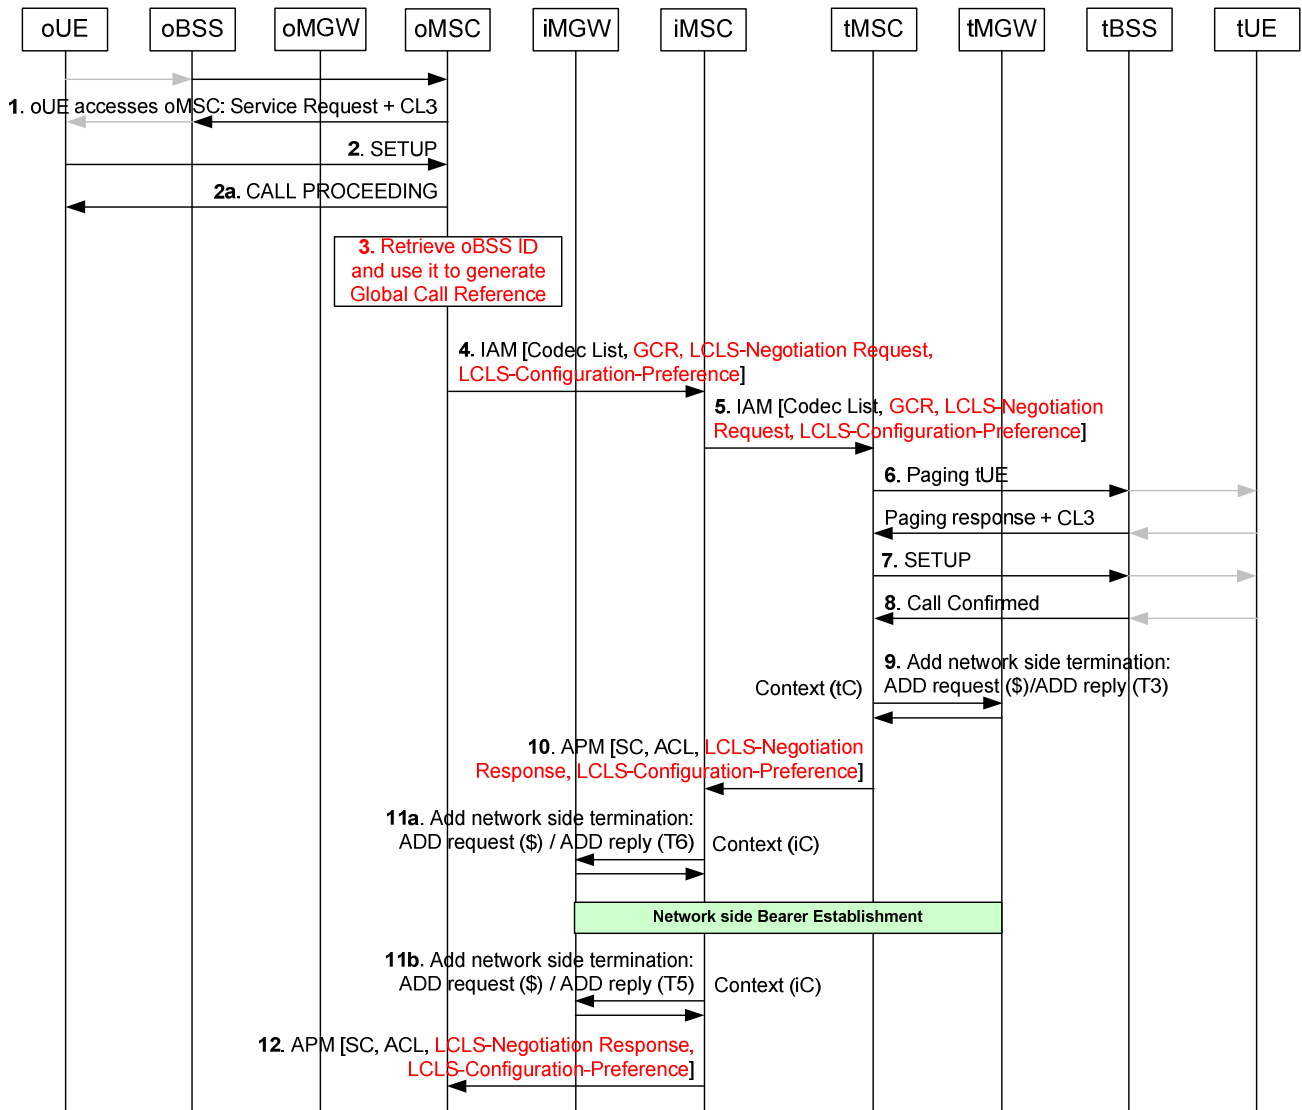 oUE oBSS oMGW oMSC iMGW iMSC tMSC tMGW tBSS tUE
1. oUE accesses oMSC: Service Request + CL3
2. SETUP
2a. CALL PROCEEDING
3. Retrieve oBSS ID
and use it to generate
Global Call Reference
4. IAM [Codec List, GCR, LCLS-Negotiation Request,
LCLS-Configuration-Preference]
5. IAM [Codec List, GCR, LCLS-Negotiation
Request, LCLS-Configuration-Preference]
6. Paging tUE
Paging response + CL3
7. SETUP
8. Call Confirmed
9. Add network side termination:
Context (tC) ADD request ($)/ADD reply (T3)
10. APM [SC, ACL, LCLS-Negotiation
Response, LCLS-Configuration-Preference]
11a. Add network side termination:
ADD request ($) / ADD reply (T6) Context (iC)
Network side Bearer Establishment
11b. Add network side termination:
ADD request ($) / ADD reply (T5) Context (iC)
12. APM [SC, ACL, LCLS-Negotiation Response,
LCLS-Configuration-Preference]